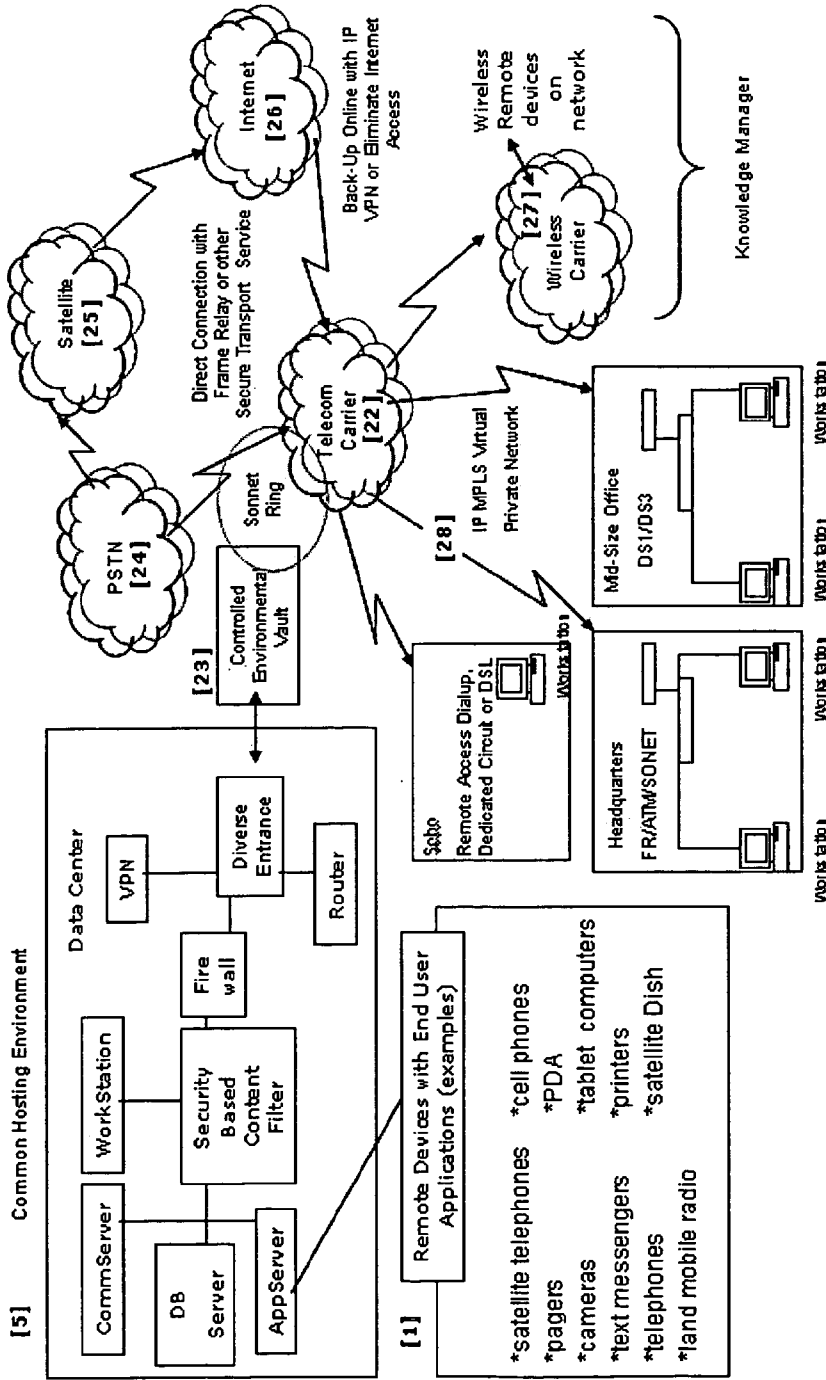 [5]
Common Hosting Environment
CommServer
WorkStation
Data Center
VPN
DB
Server
Security
Based
Content
Filter
Fire
wall
Diverse
Entrance
AppServer
Router
[23]
Controlled
Environmental
Vault
Sonnet
Ring
PSTN
[24]
Satellite
[25]
Internet
[26]
Direct Connection with
Frame Relay or other
Secure Transport Service
Back-Up Online with IP
VPN or Eliminate Internet
Access
Telecom
Carrier
[22]
[27]
Wireless
Carrier
Wireless
Remote
devices
on
network
Knowledge Manager
[28]
IP MPLS Virtual
Private Network
[1]
Remote Devices with End User
Applications (examples)
*satellite telephones
*pagers
*cameras
*text messengers
*telephones
*land mobile radio
*cell phones
*PDA
*tablet computers
*printers
*satellite Dish
Soho
Remote Access Dialup,
Dedicated Circuit or DSL
Workstation
Headquarters
FR/ATM/SONET
Workstation
Workstation
Mid-Size Office
DS1/DS3
Workstation
Workstation